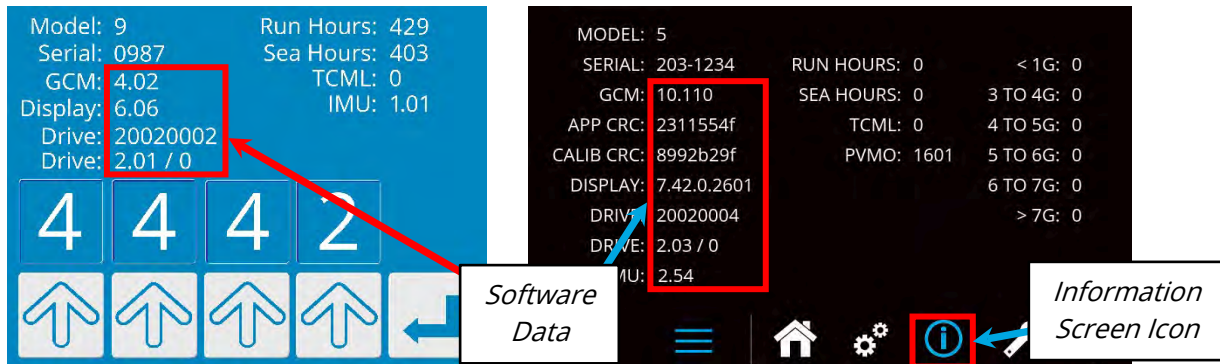 Model: 9 Run Hours: 429
Serial: 0987 Sea Hours: 403
GCM: 4.02 TCML: 0
Display: 6.06 IMU: 1.01
Drive: 20020002
Drive: 2.01 / 0
4 4 4 2
MODEL: 5
SERIAL: 203-1234 RUN HOURS: 0 < 1G: 0
GCM: 10.110 SEA HOURS: 0 3 TO 4G: 0
APP CRC: 2311554f TCML: 0 4 TO 5G: 0
CALIB CRC: 8992b29f PVMO: 1601 5 TO 6G: 0
DISPLAY: 7.42.0.2601 6 TO 7G: 0
DRIVE: 20020004 > 7G: 0
DRIVE: 2.03 / 0
MU: 2.54
Software
Data
Information
Screen Icon